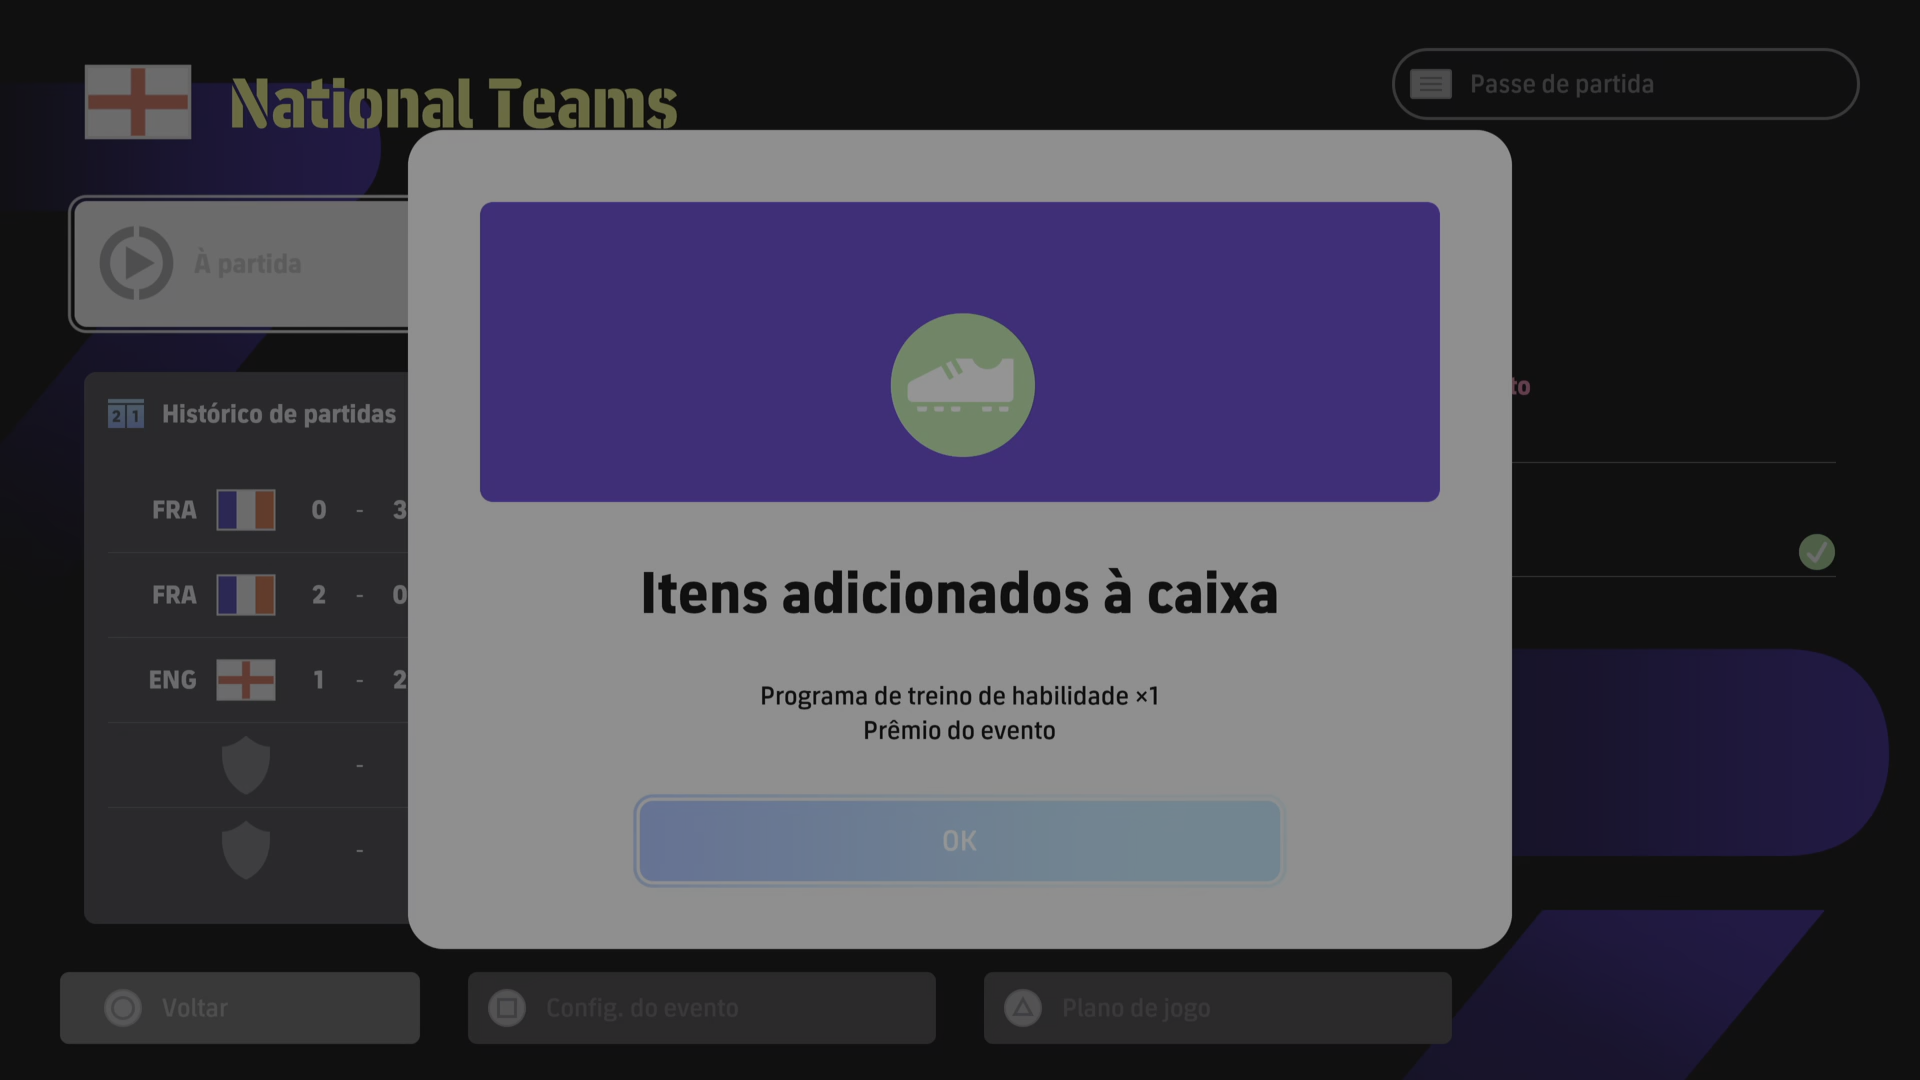 National Teams
Passe de partida
À partida
21 Histórico de partidas
FRA 0 - 3
FRA 2 - 0
ENG 1 - 2
-
-
to
Itens adicionados à caixa
Programa de treino de habilidade ×1
Prêmio do evento
OK
Voltar
Config. do evento
Plano de jogo